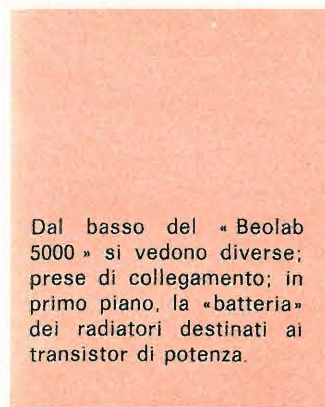 Dal basso del « Beolab
5000 » si vedono diverse;
prese di collegamento; in
primo piano, la «batteria»
dei radiatori destinati ai
transistor di potenza.